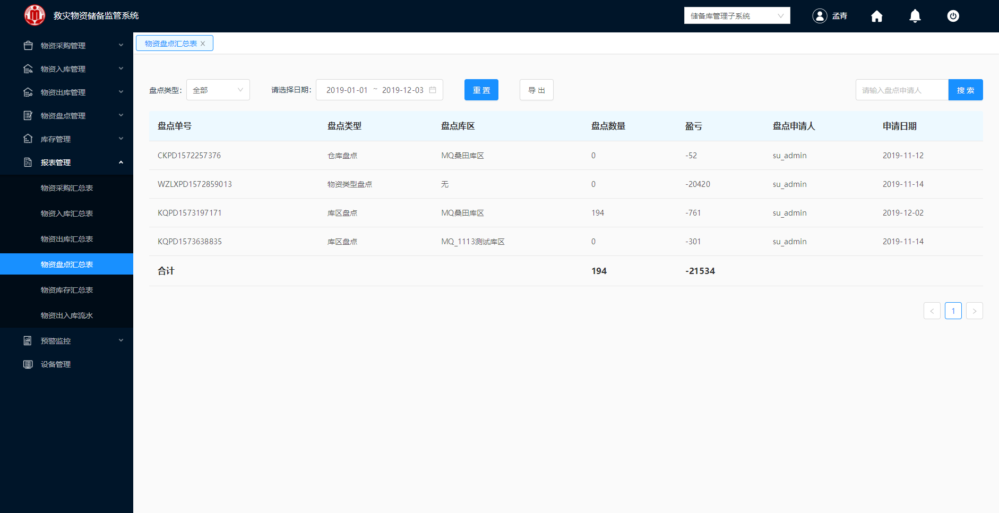 救灾物资储备监管系统
储备库管理子系统
孟青
物资采购管理
物资入库管理
物资出库管理
物资盘点管理
库存管理
报表管理
物资采购汇总表
物资入库汇总表
物资出库汇总表
物资盘点汇总表
物资库存汇总表
物资出入库流水
预警监控
设备管理
物资盘点汇总表
盘点类型： 全部 请选择日期： 2019-01-01 ~ 2019-12-03 重 置 导 出 请输入盘点申请人 搜 索
盘点单号 盘点类型 盘点库区 盘点数量 盈亏 盘点申请人 申请日期
CKPD1572257376 仓库盘点 MQ桑田库区 0 -52 su_admin 2019-11-12
WZLXPD1572859013 物资类型盘点 无 0 -20420 su_admin 2019-11-14
KQPD1573197171 库区盘点 MQ桑田库区 194 -761 su_admin 2019-12-02
KQPD1573638835 库区盘点 MQ_1113测试库区 0 -301 su_admin 2019-11-14
合计 194 -21534
< 1 >